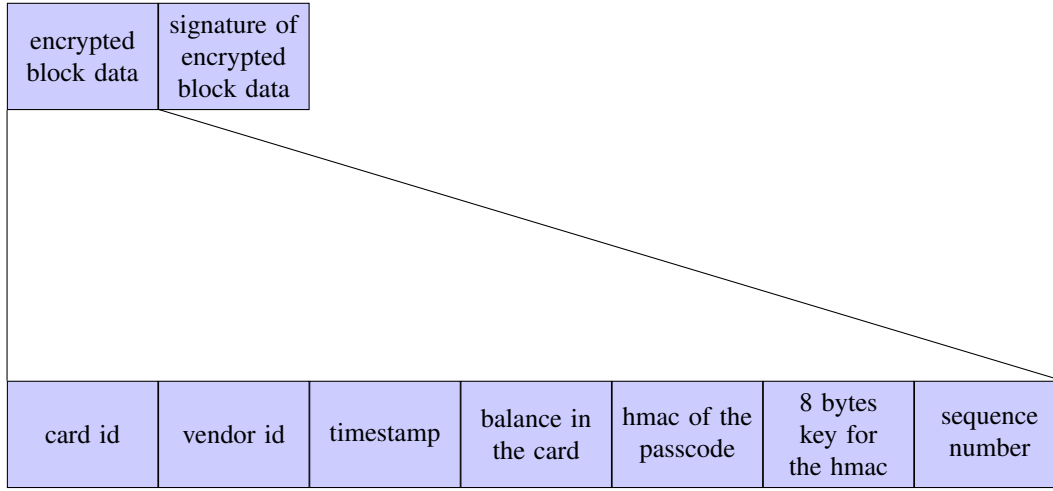 encrypted
block data
signature of
encrypted
block data
card id
vendor id
timestamp
balance in
the card
hmac of the
passcode
8 bytes
key for
the hmac
sequence
number